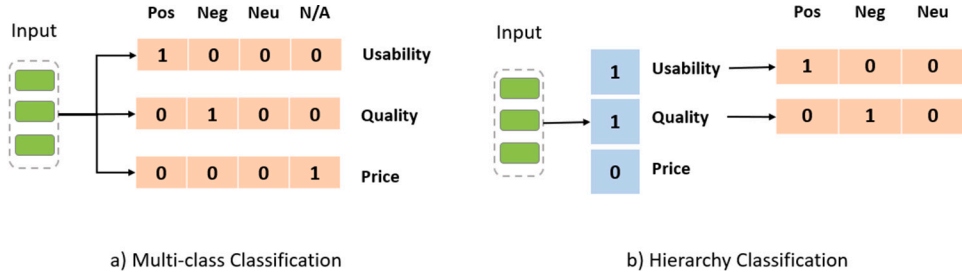 Pos Neg Neu N/A
Input
1 0 0 0 Usability
0 1 0 0 Quality
0 0 0 1 Price
a) Multi-class Classification
Pos Neg Neu
Input
1 Usability 1 0 0
1 Quality 0 1 0
0 Price
b) Hierarchy Classification